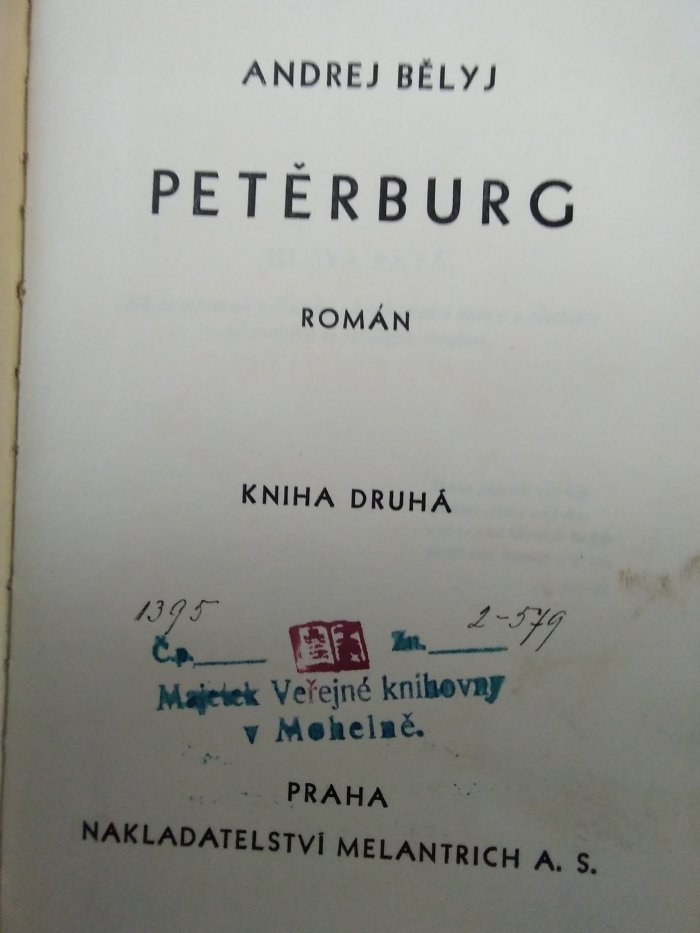 ANDREJ BĚLYJ
PETĚRBURG
ROMÁN
KNIHA DRUHÁ
1395 2-579
Č.p. Zn.
Majetek Veřejné knihovny
v Mohelně.
PRAHA
NAKLADATELSTVÍ MELANTRICH A. S.